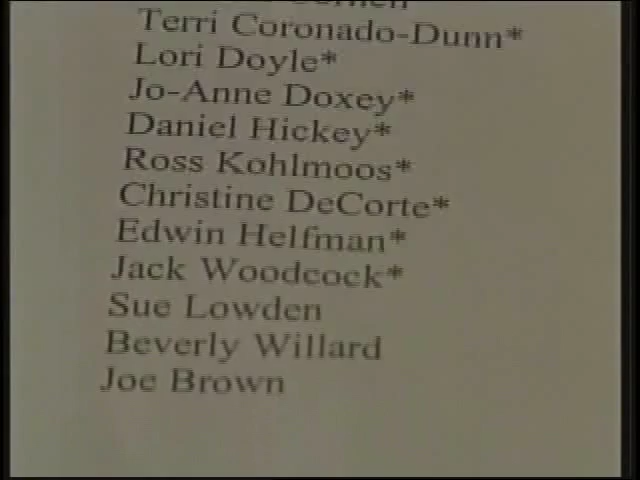 Terri Coronado-Dunn*
Lori Doyle*
Jo-Anne Doxey*
Daniel Hickey*
Ross Kohlmoos*
Christine DeCorte*
Edwin Helfman*
Jack Woodcock*
Sue Lowden
Beverly Willard
Joe Brown